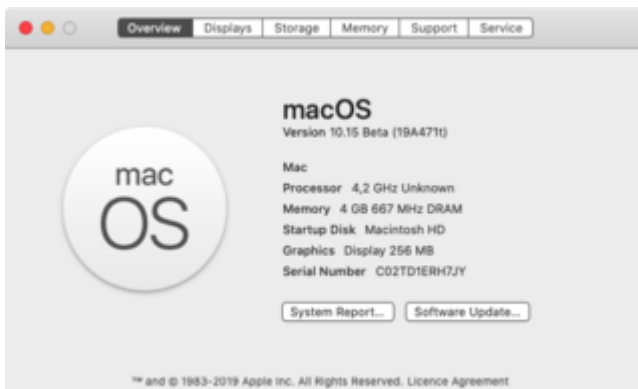 Overview Displays Storage Memory Support Service
mac
OS
macOS
Version 10.15 Beta (19A471t)
Mac
Processor 4,2 GHz Unknown
Memory 4 GB 667 MHz DRAM
Startup Disk Macintosh HD
Graphics Display 256 MB
Serial Number C02TD1ERH7JY
System Report... Software Update...
™ and © 1983-2019 Apple Inc. All Rights Reserved. Licence Agreement